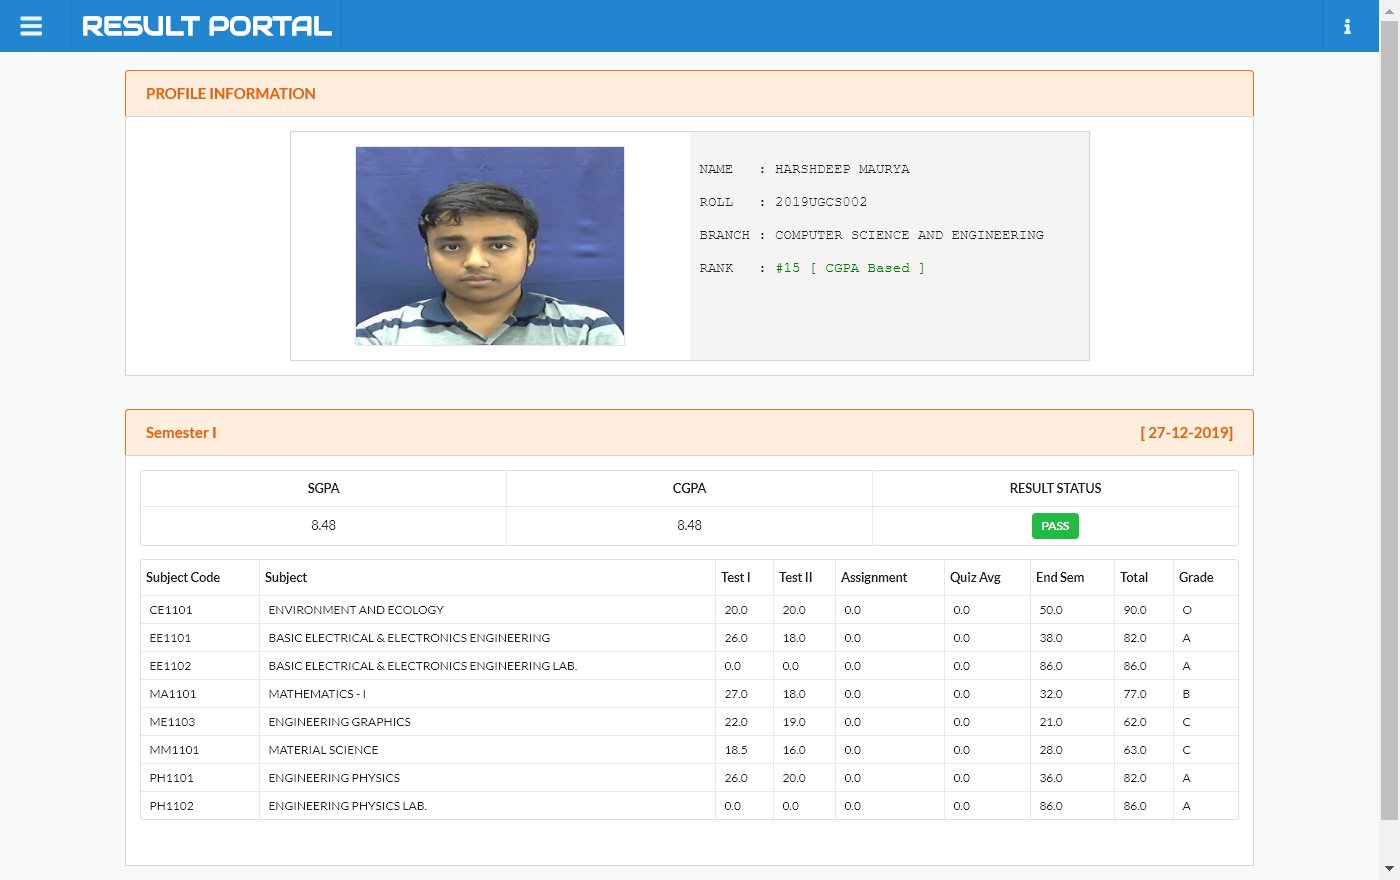 RESULT PORTAL
PROFILE INFORMATION
NAME : HARSHDEEP MAURYA
ROLL : 2019UGCS002
BRANCH : COMPUTER SCIENCE AND ENGINEERING
RANK : #15 [ CGPA Based ]
Semester I [ 27-12-2019]
SGPA CGPA RESULT STATUS
8.48 8.48 PASS
Subject Code Subject Test I Test II Assignment Quiz Avg End Sem Total Grade
CE1101 ENVIRONMENT AND ECOLOGY 20.0 20.0 0.0 0.0 50.0 90.0 O
EE1101 BASIC ELECTRICAL & ELECTRONICS ENGINEERING 26.0 18.0 0.0 0.0 38.0 82.0 A
EE1102 BASIC ELECTRICAL & ELECTRONICS ENGINEERING LAB. 0.0 0.0 0.0 0.0 86.0 86.0 A
MA1101 MATHEMATICS - I 27.0 18.0 0.0 0.0 32.0 77.0 B
ME1103 ENGINEERING GRAPHICS 22.0 19.0 0.0 0.0 21.0 62.0 C
MM1101 MATERIAL SCIENCE 18.5 16.0 0.0 0.0 28.0 63.0 C
PH1101 ENGINEERING PHYSICS 26.0 20.0 0.0 0.0 36.0 82.0 A
PH1102 ENGINEERING PHYSICS LAB. 0.0 0.0 0.0 0.0 86.0 86.0 A